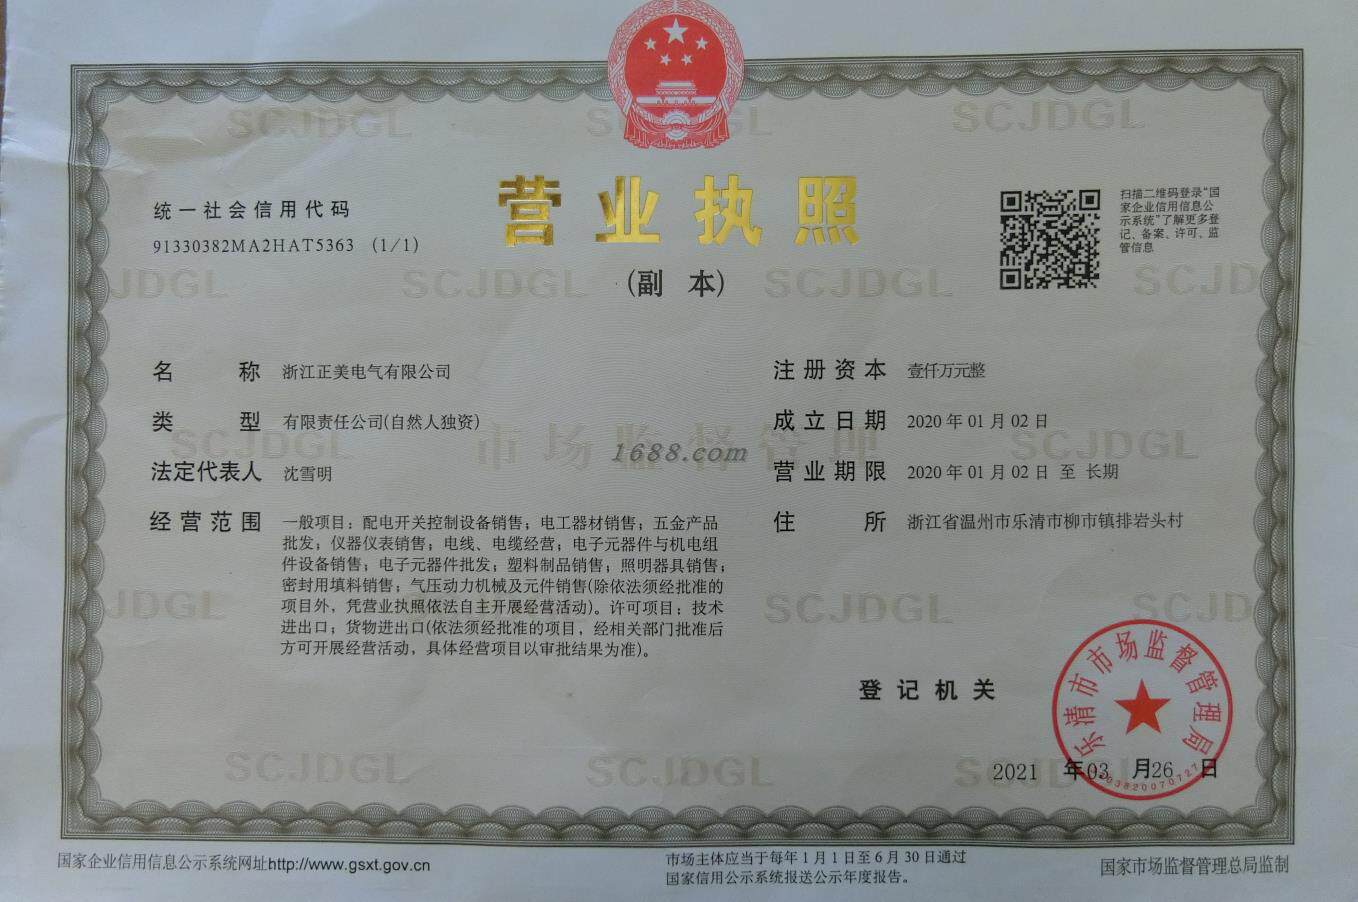 营业执照
(副 本)
统一社会信用代码
91330382MA2HAT5363 (1/1)
扫描二维码登录“国
家企业信用信息公
示系统”了解更多登
记、备案、许可、监
管信息
名 称 浙江正美电气有限公司
类 型 有限责任公司(自然人独资)
法定代表人 沈雪明
经营范围 一般项目：配电开关控制设备销售；电工器材销售；五金产品
批发；仪器仪表销售；电线、电缆经营；电子元器件与机电组
件设备销售；电子元器件批发；塑料制品销售；照明器具销售；
密封用填料销售；气压动力机械及元件销售(除依法须经批准的
项目外，凭营业执照依法自主开展经营活动)。许可项目：技术
进出口；货物进出口(依法须经批准的项目，经相关部门批准后
方可开展经营活动，具体经营项目以审批结果为准)。
注册资本 壹仟万元整
成立日期 2020年01月02日
营业期限 2020年01月02日 至 长期
住 所 浙江省温州市乐清市柳市镇排岩头村
1688.com
市场监督管理
SCJDGL
登记机关
乐清市市场监督管理局
2021 年03 月26 日
国家企业信用信息公示系统网址http://www.gsxt.gov.cn
市场主体应当于每年1月1日至6月30日通过
国家信用公示系统报送公示年度报告。
国家市场监督管理总局监制